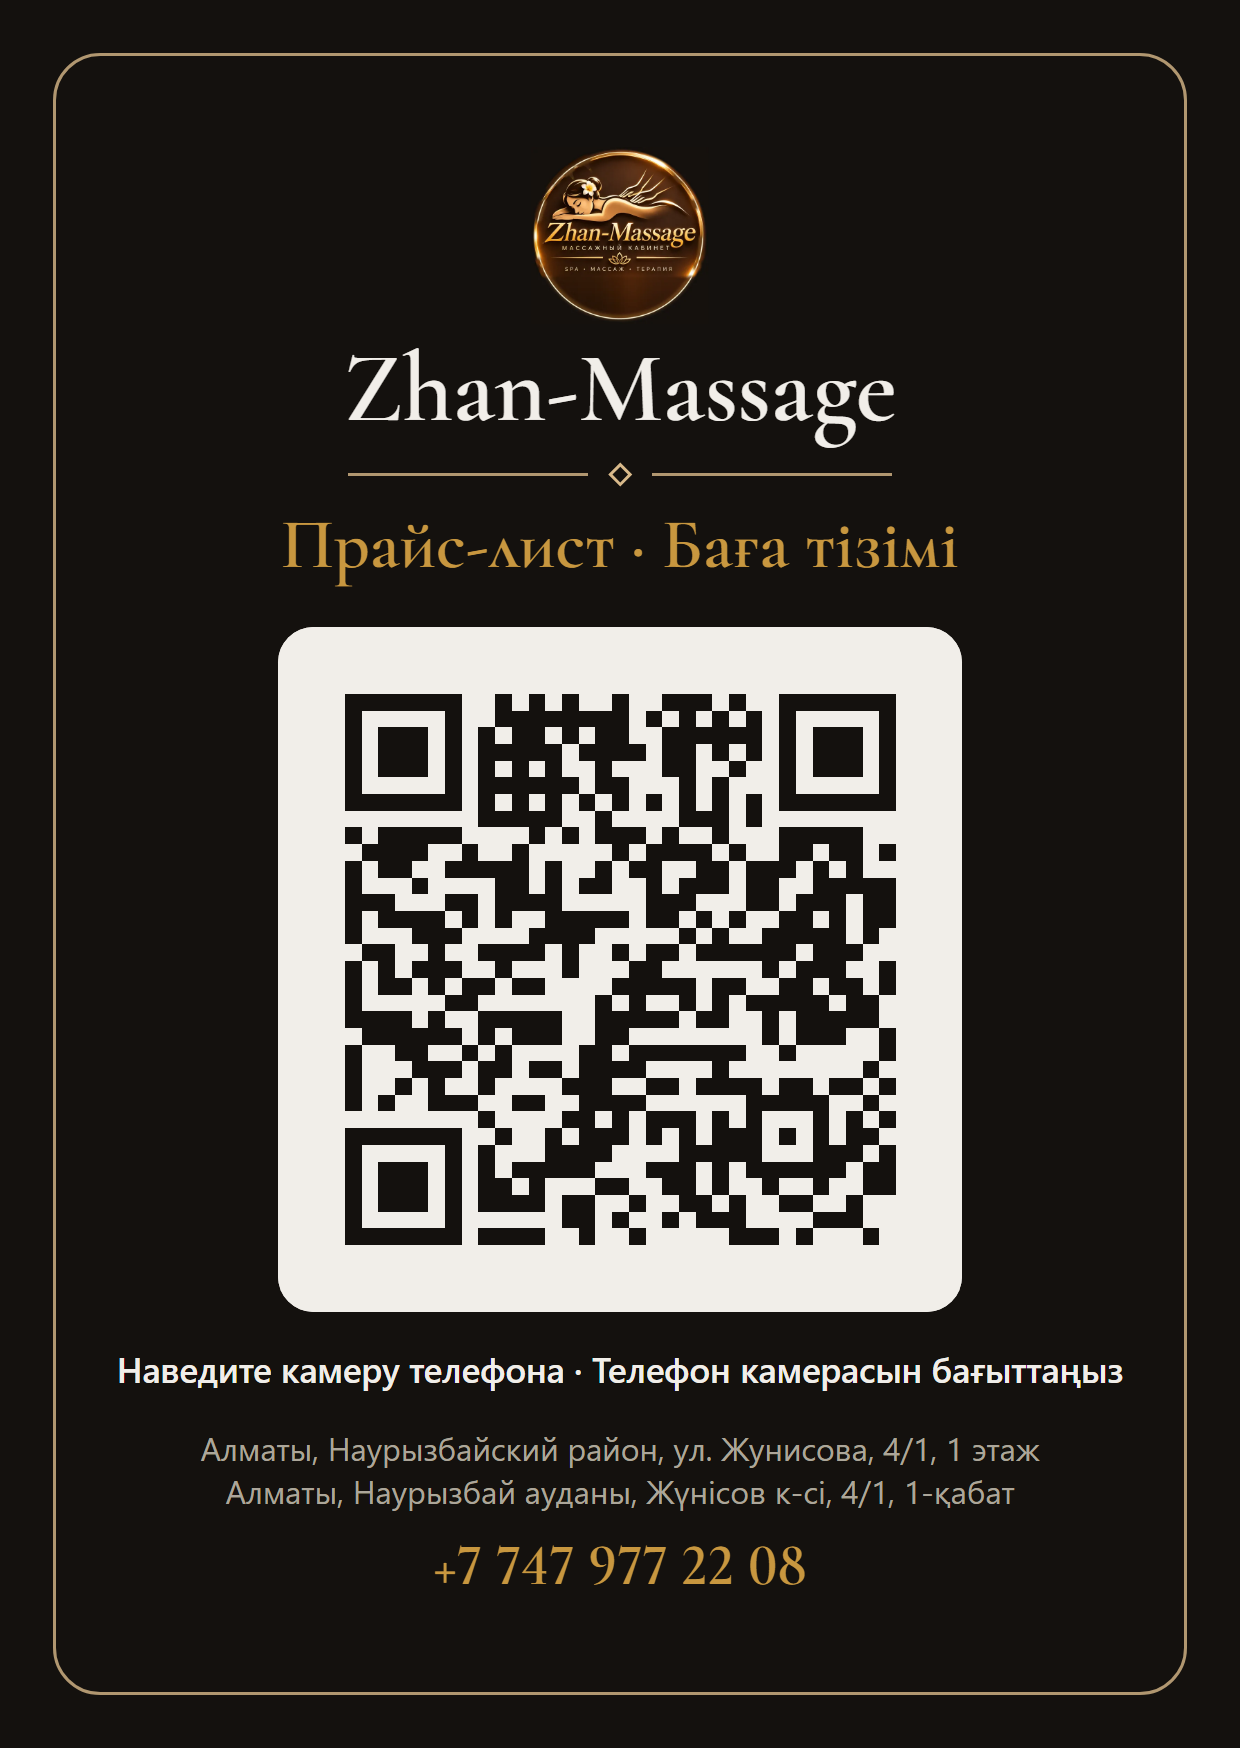 Zhan-Massage
МАССАЖНЫЙ КАБИНЕТ
SPA • МАССАЖ • ТЕРАПИЯ
Zhan-Massage
Прайс-лист · Баға тізімі
Наведите камеру телефона · Телефон камерасын бағыттаңыз
Алматы, Наурызбайский район, ул. Жунисова, 4/1, 1 этаж
Алматы, Наурызбай ауданы, Жүнісов к-сі, 4/1, 1-қабат
+7 747 977 22 08